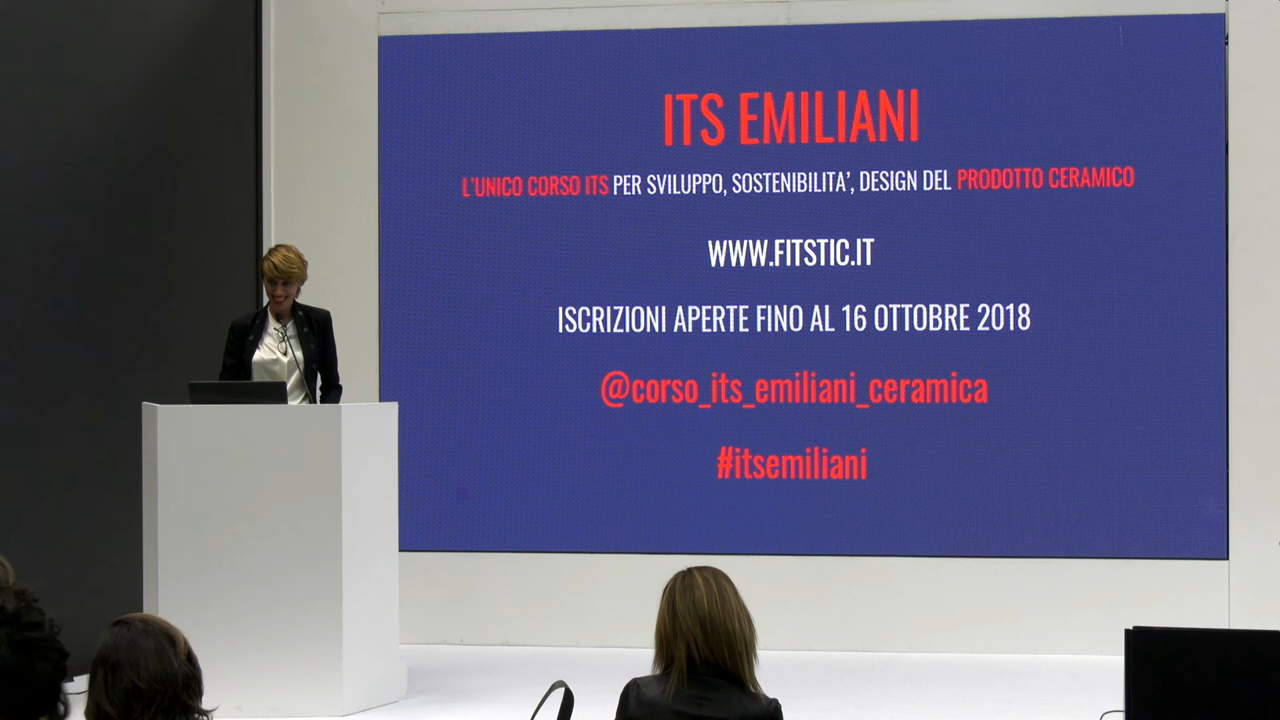 ITS EMILIANI
L'UNICO CORSO ITS PER SVILUPPO, SOSTENIBILITA', DESIGN DEL PRODOTTO CERAMICO
WWW.FITSTIC.IT
ISCRIZIONI APERTE FINO AL 16 OTTOBRE 2018
@corso_its_emiliani_ceramica
#itsemiliani